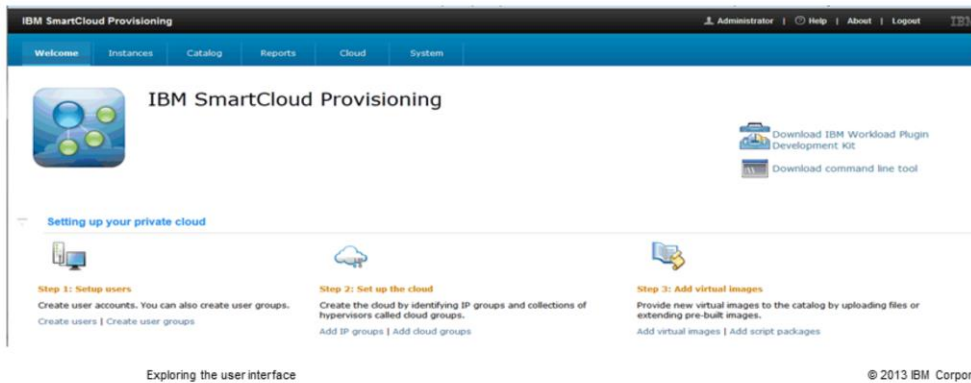 IBM SmartCloud Provisioning
Administrator | Help | About | Logout IBM
Welcome Instances Catalog Reports Cloud System
IBM SmartCloud Provisioning
Download IBM Workload Plugin
Development Kit
Download command line tool
Setting up your private cloud
Step 1: Setup users
Create user accounts. You can also create user groups.
Create users | Create user groups
Step 2: Set up the cloud
Create the cloud by identifying IP groups and collections of
hypervisors called cloud groups.
Add IP groups | Add cloud groups
Step 3: Add virtual images
Provide new virtual images to the catalog by uploading files or
extending pre-built images.
Add virtual images | Add script packages
Exploring the user interface
© 2013 IBM Corpor